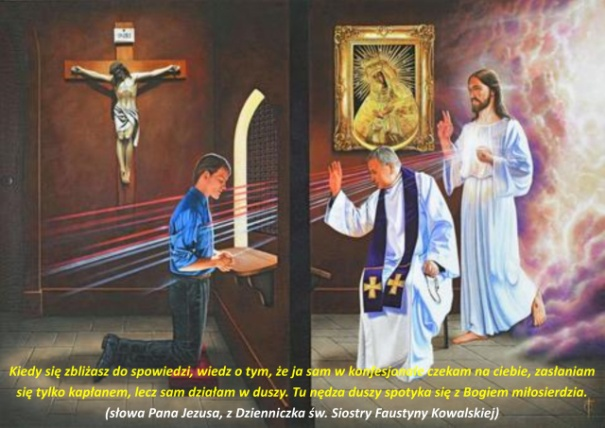 INRI
Kiedy się zbliżasz do spowiedzi, wiedz o tym, że ja sam w konfesjonale czekam na ciebie, zasłaniam
się tylko kapłanem, lecz sam działam w duszy. Tu nędza duszy spotyka się z Bogiem miłosierdzia.
(słowa Pana Jezusa, z Dzienniczka św. Siostry Faustyny Kowalskiej)